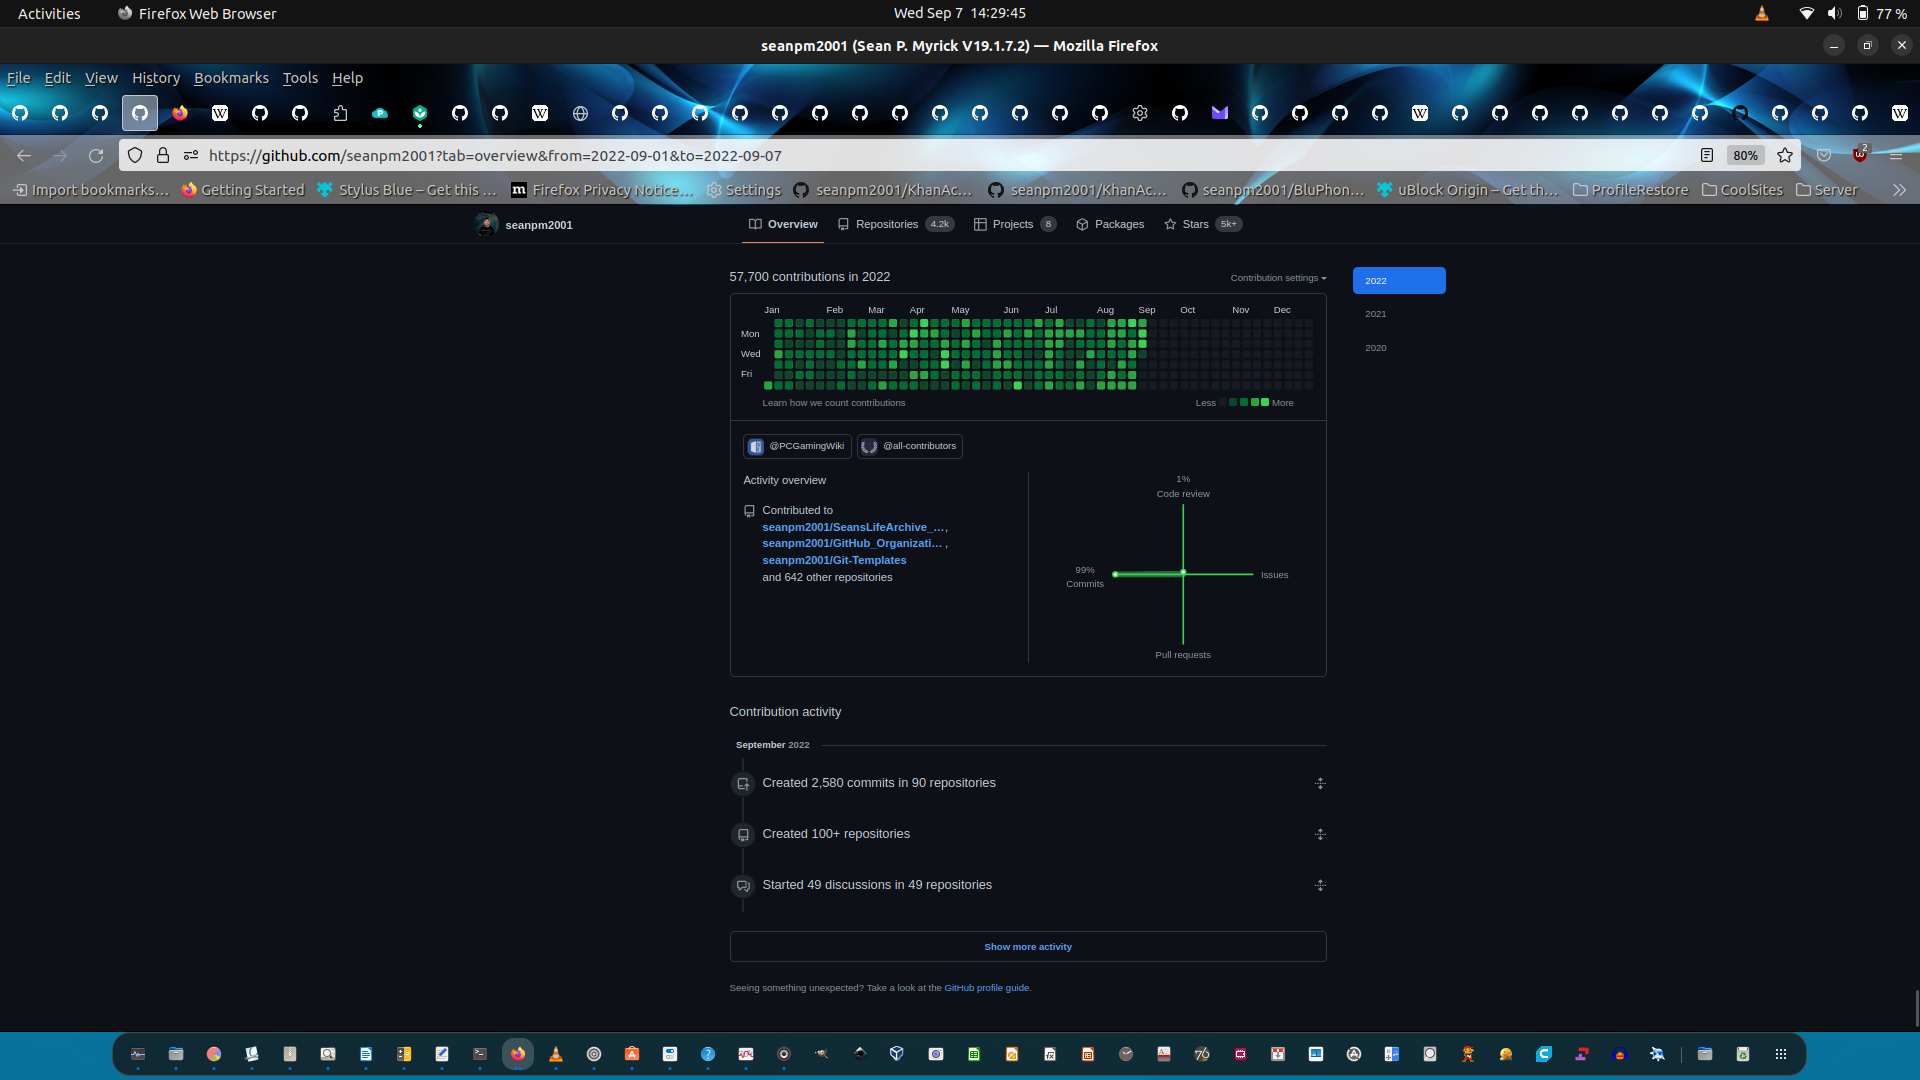 Activities Firefox Web Browser Wed Sep 7 14:29:45 77 %
seanpm2001 (Sean P. Myrick V19.1.7.2) — Mozilla Firefox
File Edit View History Bookmarks Tools Help
https://github.com/seanpm2001?tab=overview&from=2022-09-01&to=2022-09-07 80% 2
Import bookmarks… Getting Started Stylus Blue – Get this … Firefox Privacy Notice… Settings seanpm2001/KhanAc… seanpm2001/KhanAc… seanpm2001/BluPhon… uBlock Origin – Get th… ProfileRestore CoolSites Server
seanpm2001 Overview Repositories 4.2k Projects 8 Packages Stars 5k+
57,700 contributions in 2022 Contribution settings 2022
Jan Feb Mar Apr May Jun Jul Aug Sep Oct Nov Dec
2021
Mon
2020
Wed
Fri
Learn how we count contributions Less More
@PCGamingWiki @all-contributors
Activity overview
1%
Code review
Contributed to
seanpm2001/SeansLifeArchive_…,
seanpm2001/GitHub_Organizati… ,
seanpm2001/Git-Templates
and 642 other repositories
99%
Commits
Issues
Pull requests
Contribution activity
September 2022
Created 2,580 commits in 90 repositories
Created 100+ repositories
Started 49 discussions in 49 repositories
Show more activity
Seeing something unexpected? Take a look at the GitHub profile guide.
76